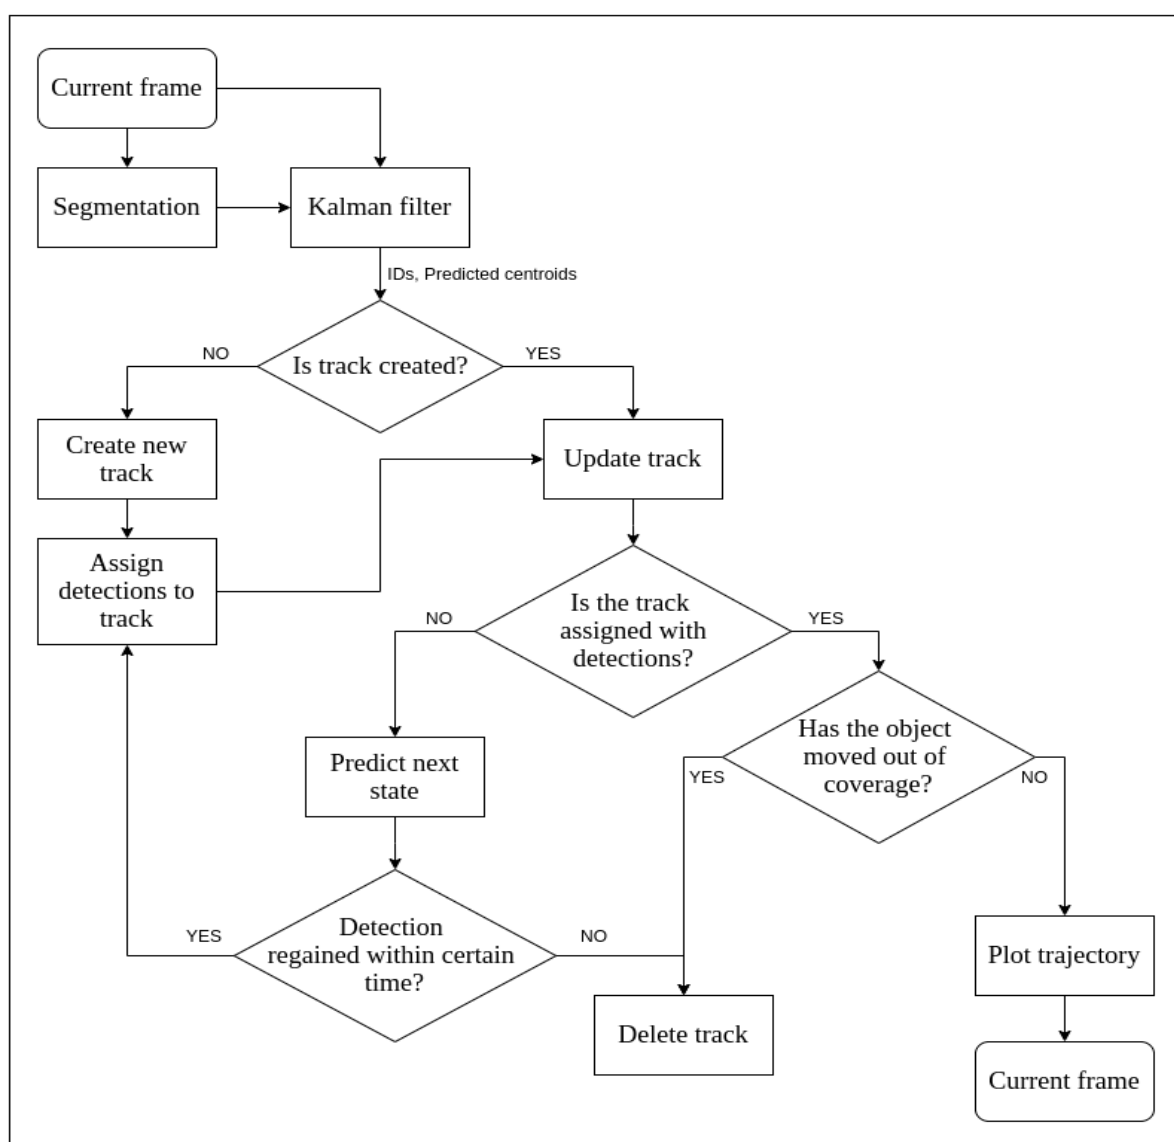 Current frame
Segmentation
Kalman filter
IDs, Predicted centroids
Is track created?
NO
YES
Create new
track
Update track
Assign
detections to
track
Is the track
assigned with
detections?
NO
YES
Has the object
moved out of
coverage?
YES
NO
Predict next
state
Detection
regained within certain
time?
YES
NO
Plot trajectory
Delete track
Current frame